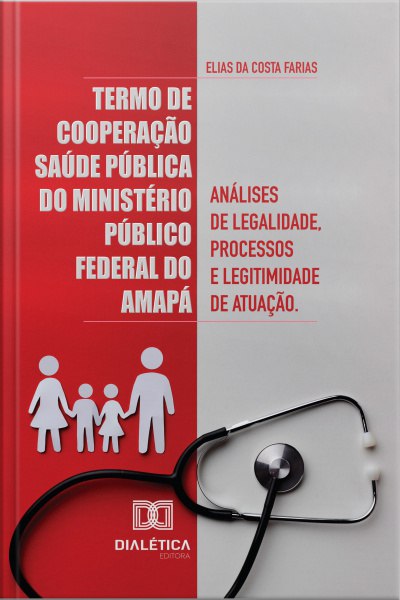 ELIAS DA COSTA FARIAS
TERMO DE
COOPERAÇÃO
SAÚDE PÚBLICA
DO MINISTÉRIO
PÚBLICO
FEDERAL DO
AMAPÁ
ANÁLISES
DE LEGALIDADE,
PROCESSOS
E LEGITIMIDADE
DE ATUAÇÃO.
DIALÉTICA
EDITORA